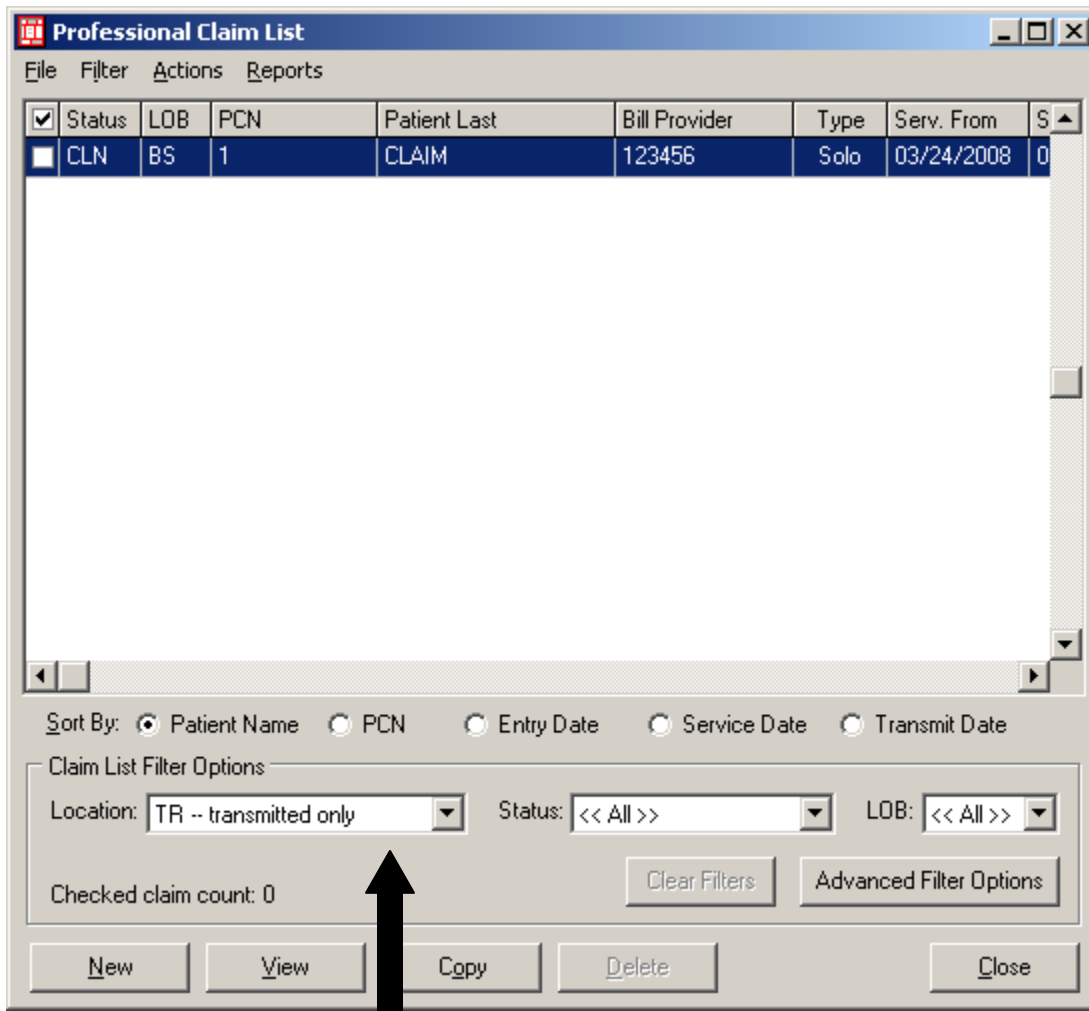 Professional Claim List
File Filter Actions Reports
Status LOB PCN Patient Last Bill Provider Type Serv. From S
CLN BS 1 CLAIM 123456 Solo 03/24/2008 0
Sort By: Patient Name PCN Entry Date Service Date Transmit Date
Claim List Filter Options
Location: TR -- transmitted only Status: << All >> LOB: << All >>
Checked claim count: 0 Clear Filters Advanced Filter Options
New View Copy Delete Close